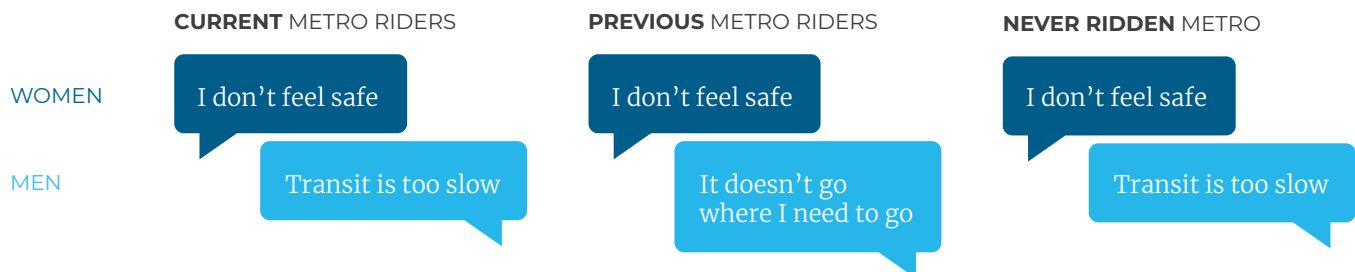 CURRENT METRO RIDERS
PREVIOUS METRO RIDERS
NEVER RIDDEN METRO
WOMEN
I don’t feel safe
I don’t feel safe
I don’t feel safe
MEN
Transit is too slow
It doesn’t go
where I need to go
Transit is too slow